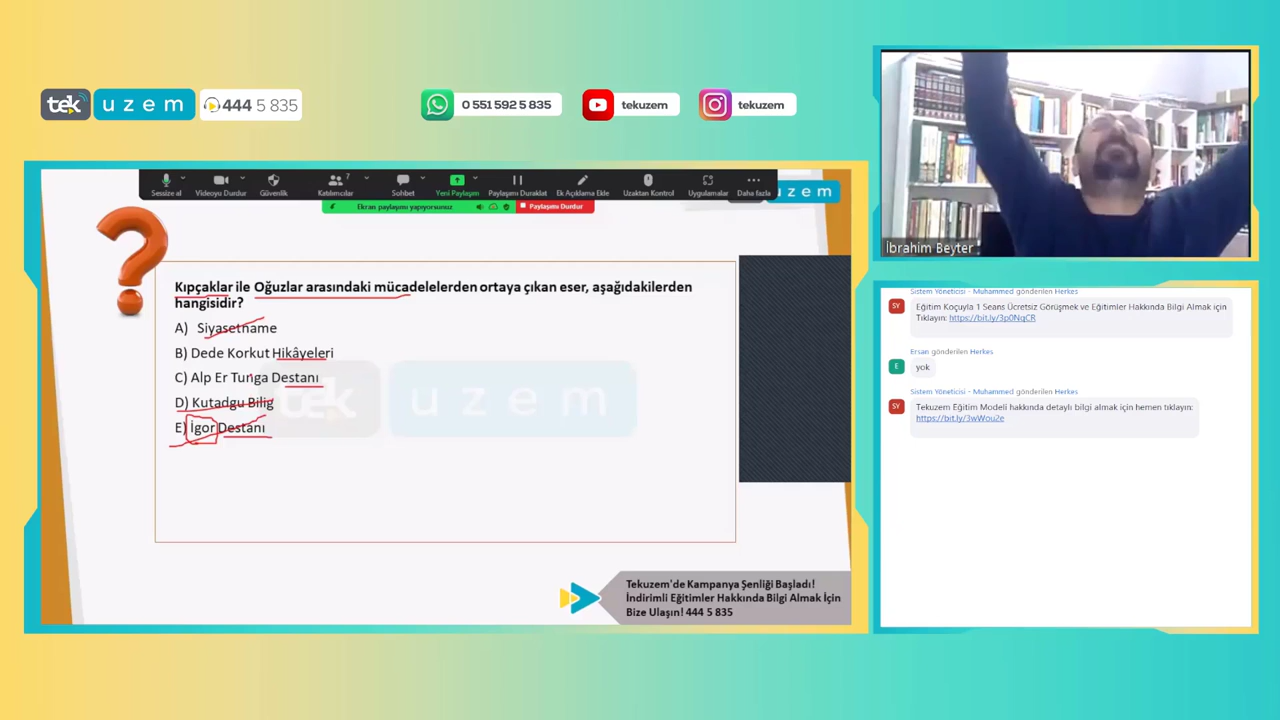 tek uzem 444 5 835
0 551 592 5 835
tekuzem
tekuzem
Sessize al
Videoyu Durdur
Güvenlik
Katılımcılar
7
Sohbet
Yeni Paylaşım
Paylaşımı Duraklat
Ek Açıklama Ekle
Uzaktan Kontrol
Uygulamalar
Daha fazla
Ekran paylaşımı yapıyorsunuz
Paylaşımı Durdur
uzem
Kıpçaklar ile Oğuzlar arasındaki mücadelelerden ortaya çıkan eser, aşağıdakilerden
hangisidir?
A) Siyasetname
B) Dede Korkut Hikâyeleri
C) Alp Er Tunga Destanı
D) Kutadgu Bilig
E) İgor Destanı
tek uzem
Tekuzem'de Kampanya Şenliği Başladı!
İndirimli Eğitimler Hakkında Bilgi Almak İçin
Bize Ulaşın! 444 5 835
İbrahim Beyter
Sistem Yöneticisi - Muhammed gönderilen Herkes
SY
Eğitim Koçuyla 1 Seans Ücretsiz Görüşmek ve Eğitimler Hakkında Bilgi Almak için
Tıklayın: https://bit.ly/3p0NqCR
Ersan gönderilen Herkes
E
yok
Sistem Yöneticisi - Muhammed gönderilen Herkes
SY
Tekuzem Eğitim Modeli hakkında detaylı bilgi almak için hemen tıklayın:
https://bit.ly/3wWou2e